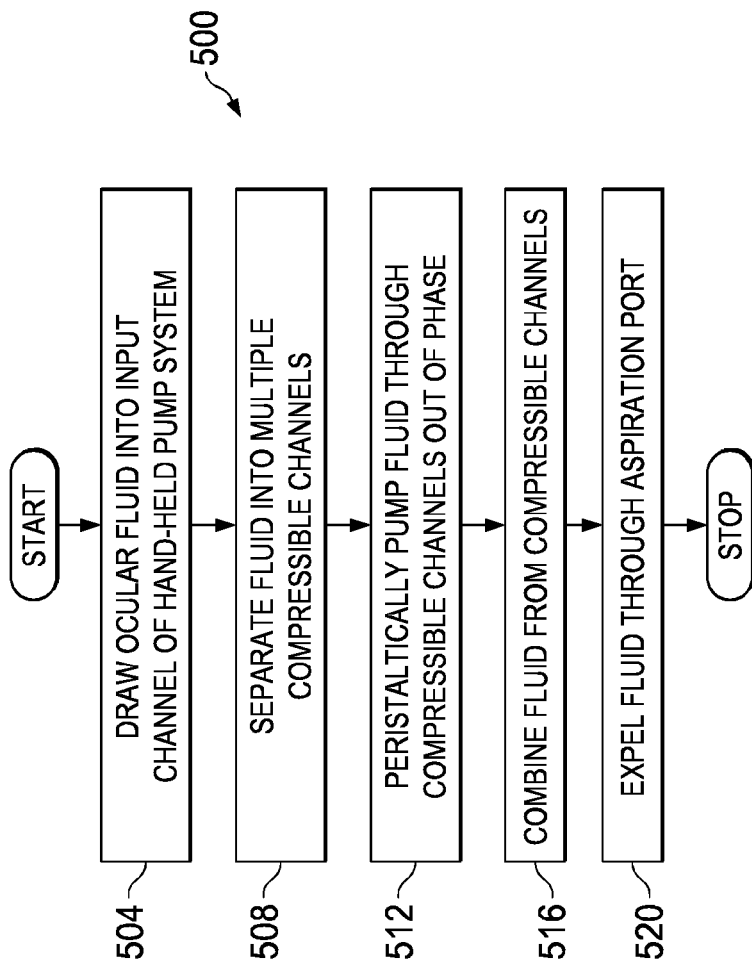 500
START
504
DRAW OCULAR FLUID INTO INPUT
CHANNEL OF HAND-HELD PUMP SYSTEM
508
SEPARATE FLUID INTO MULTIPLE
COMPRESSIBLE CHANNELS
512
PERISTALTICALLY PUMP FLUID THROUGH
COMPRESSIBLE CHANNELS OUT OF PHASE
516
COMBINE FLUID FROM COMPRESSIBLE CHANNELS
520
EXPEL FLUID THROUGH ASPIRATION PORT
STOP